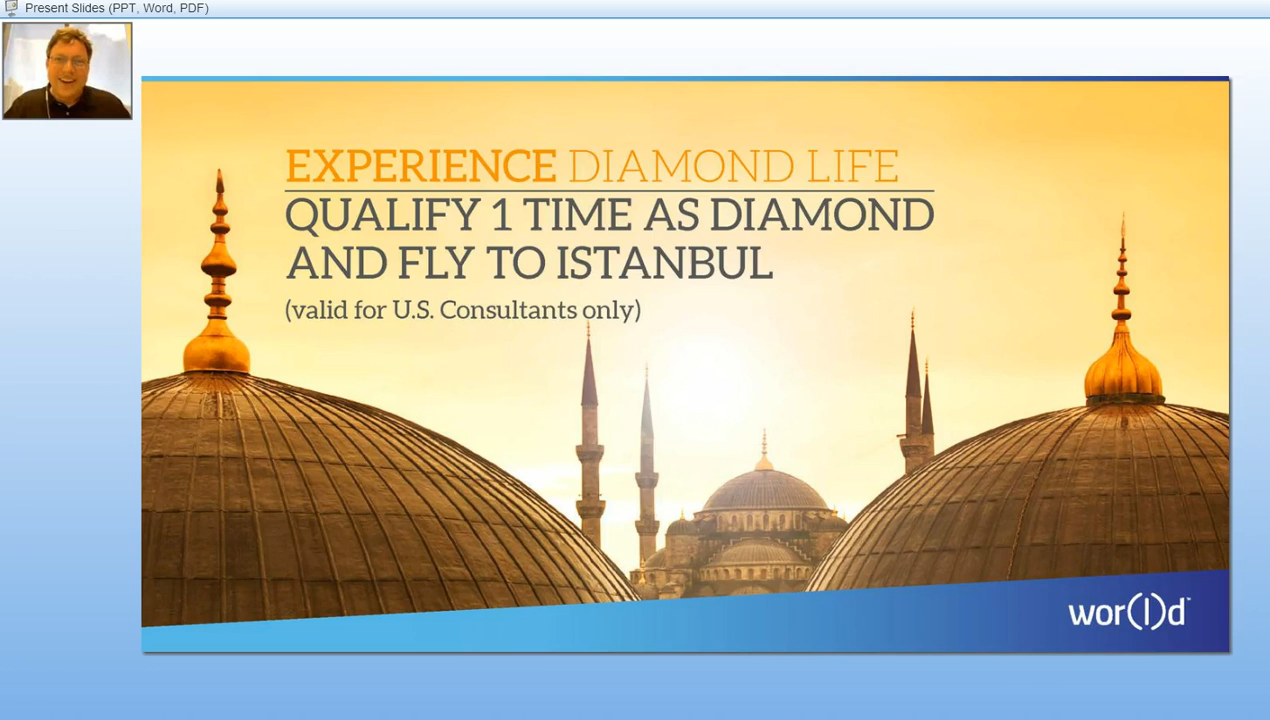 Present Slides (PPT, Word, PDF)
EXPERIENCE DIAMOND LIFE
QUALIFY 1 TIME AS DIAMOND
AND FLY TO ISTANBUL
(valid for U.S. Consultants only)
wor(l)d™